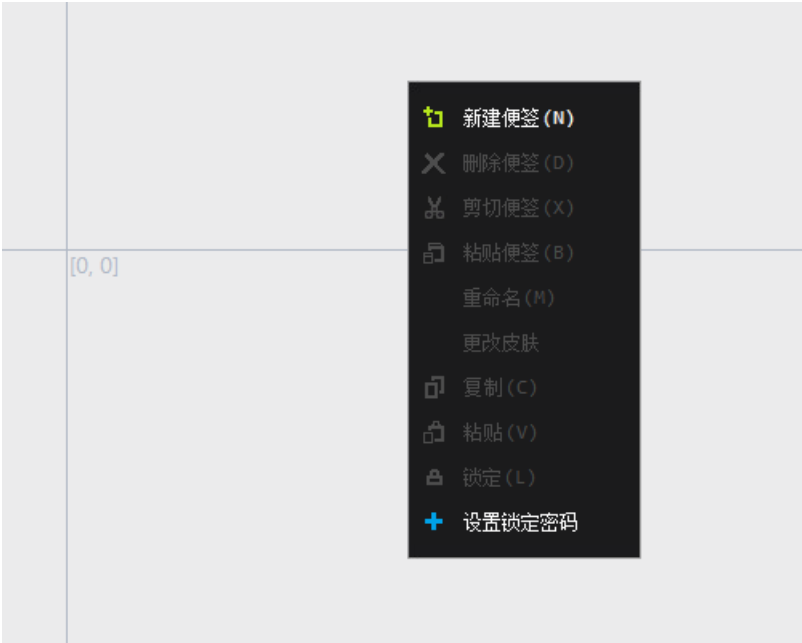 新建便签(N)
删除便签(D)
剪切便签(X)
粘贴便签(B)
[0, 0]
重命名(M)
更改皮肤
复制(C)
粘贴(V)
锁定(L)
设置锁定密码